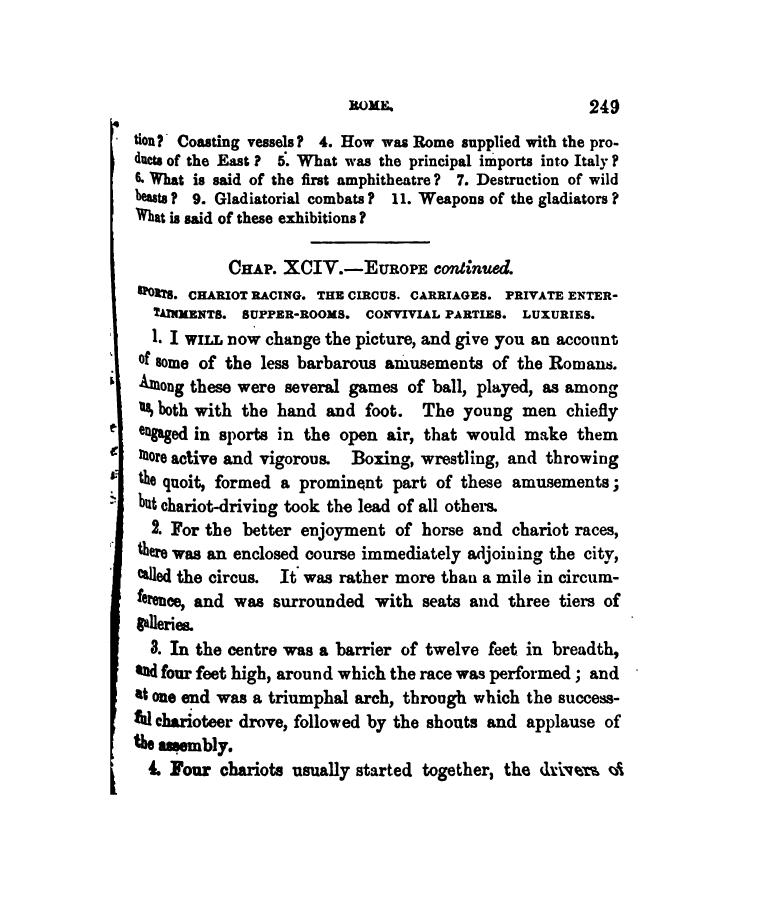 ROME.
249
tion? Coasting vessels? 4. How was Rome supplied with the pro-
ducts of the East? 5. What was the principal imports into Italy?
6. What is said of the first amphitheatre? 7. Destruction of wild
beasts? 9. Gladiatorial combats? 11. Weapons of the gladiators?
What is said of these exhibitions?
CHAP. XCIV.—EUROPE continued.
SPORTS. CHARIOT RACING. THE CIRCUS. CARRIAGES. PRIVATE ENTER-
TAINMENTS. SUPPER-ROOMS. CONVIVIAL PARTIES. LUXURIES.
1. I WILL now change the picture, and give you an account
of some of the less barbarous amusements of the Romans.
Among these were several games of ball, played, as among
us, both with the hand and foot. The young men chiefly
engaged in sports in the open air, that would make them
more active and vigorous. Boxing, wrestling, and throwing
the quoit, formed a prominent part of these amusements;
but chariot-driving took the lead of all others.
2. For the better enjoyment of horse and chariot races,
there was an enclosed course immediately adjoining the city,
called the circus. It was rather more than a mile in circum-
ference, and was surrounded with seats and three tiers of
galleries.
3. In the centre was a barrier of twelve feet in breadth,
and four feet high, around which the race was performed; and
at one end was a triumphal arch, through which the success-
ful charioteer drove, followed by the shouts and applause of
the assembly.
4. Four chariots usually started together, the drivers of